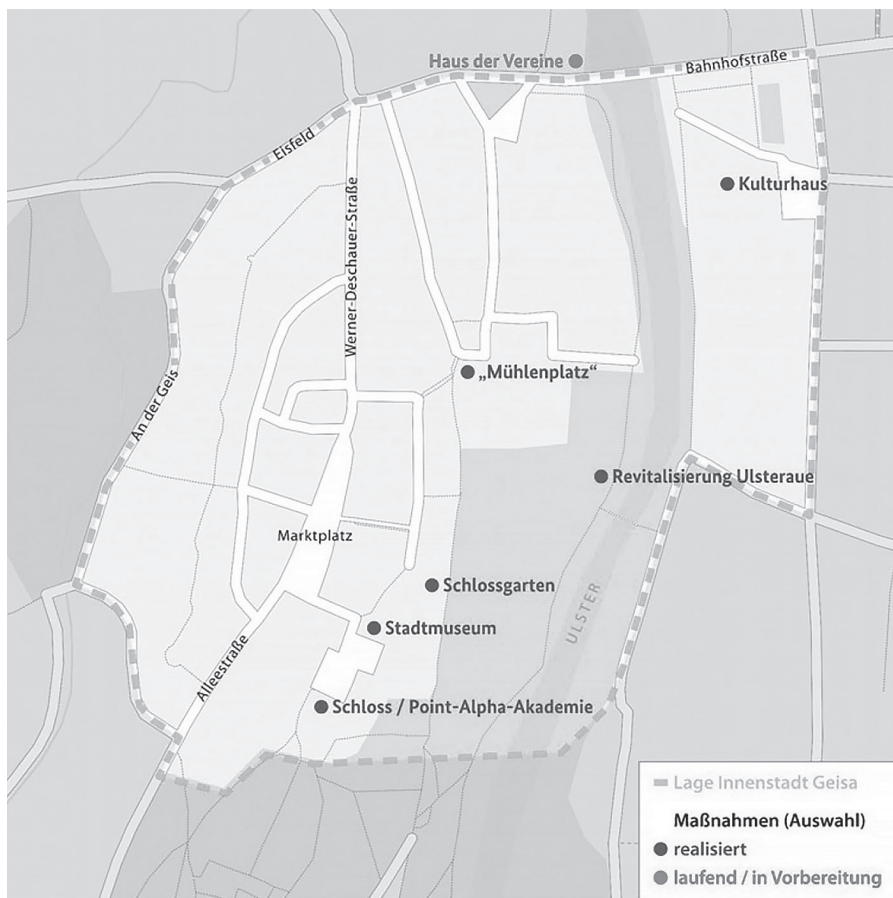 Haus der Vereine
Bahnhofstraße
Eisfeld
Kulturhaus
Werner-Deschauer-Straße
„Mühlenplatz“
An der Geis
Revitalisierung Ulsteraue
Marktplatz
Schlossgarten
ULSTER
Stadtmuseum
Alleestraße
Schloss / Point-Alpha-Akademie
Lage Innenstadt Geisa
Maßnahmen (Auswahl)
realisiert
laufend / in Vorbereitung